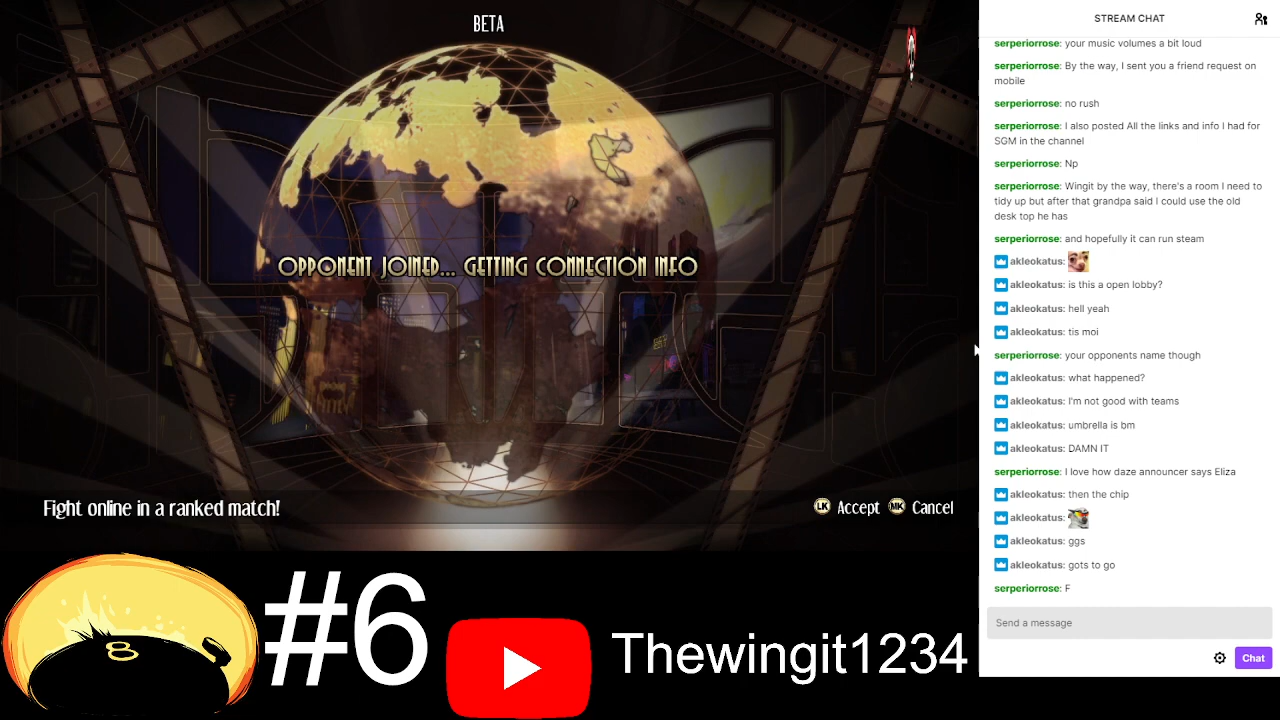 BETA
OPPONENT JOINED... GETTING CONNECTION INFO
Fight online in a ranked match!
LK Accept MK Cancel
8
#6
Thewingit1234
STREAM CHAT
serperiorrose: your music volumes a bit loud
serperiorrose: By the way, I sent you a friend request on
mobile
serperiorrose: no rush
serperiorrose: I also posted All the links and info I had for
SGM in the channel
serperiorrose: Np
serperiorrose: Wingit by the way, there's a room I need to
tidy up but after that grandpa said I could use the old
desk top he has
serperiorrose: and hopefully it can run steam
akleokatus:
akleokatus: is this a open lobby?
akleokatus: hell yeah
akleokatus: tis moi
serperiorrose: your opponents name though
akleokatus: what happened?
akleokatus: I'm not good with teams
akleokatus: umbrella is bm
akleokatus: DAMN IT
serperiorrose: I love how daze announcer says Eliza
akleokatus: then the chip
akleokatus:
akleokatus: ggs
akleokatus: gots to go
serperiorrose: F
Send a message
Chat